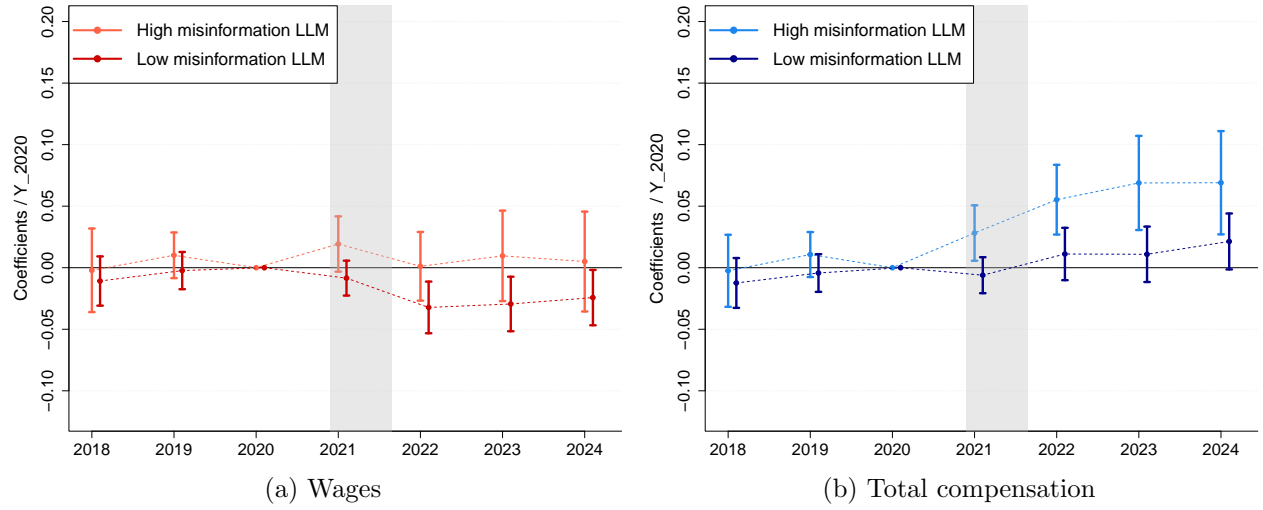 High misinformation LLM
Low misinformation LLM
Coefficients / Y_2020
0.20
0.15
0.10
0.05
0.00
−0.05
−0.10
2018 2019 2020 2021 2022 2023 2024
(a) Wages
High misinformation LLM
Low misinformation LLM
Coefficients / Y_2020
0.20
0.15
0.10
0.05
0.00
−0.05
−0.10
2018 2019 2020 2021 2022 2023 2024
(b) Total compensation